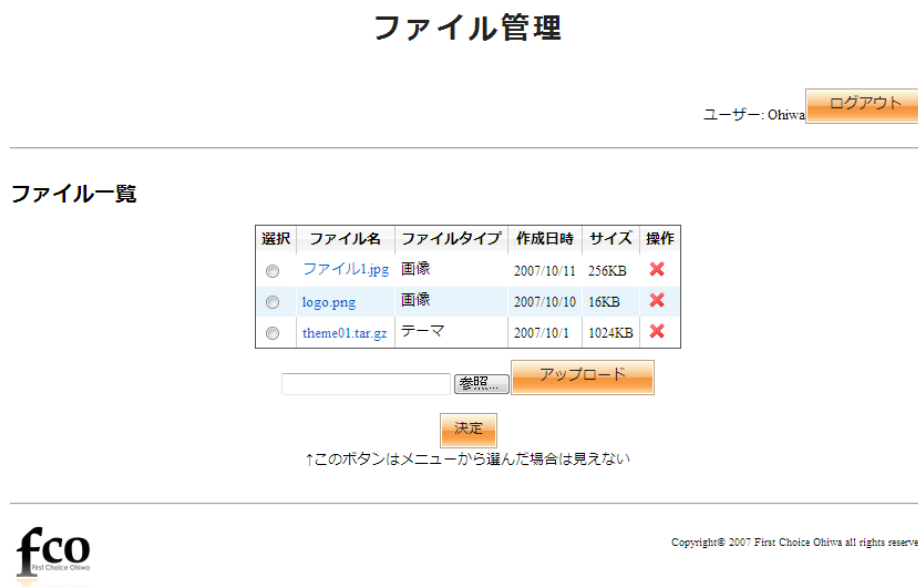 ファイル管理
ユーザー: Ohiwa ログアウト
ファイル一覧
選択 ファイル名 ファイルタイプ 作成日時 サイズ 操作
ファイル1.jpg 画像 2007/10/11 256KB
logo.png 画像 2007/10/10 16KB
theme01.tar.gz テーマ 2007/10/1 1024KB
参照... アップロード
決定
↑このボタンはメニューから選んだ場合は見えない
fco
First Choice Ohiwa
Copyright© 2007 First Choice Ohiwa all rights reserve